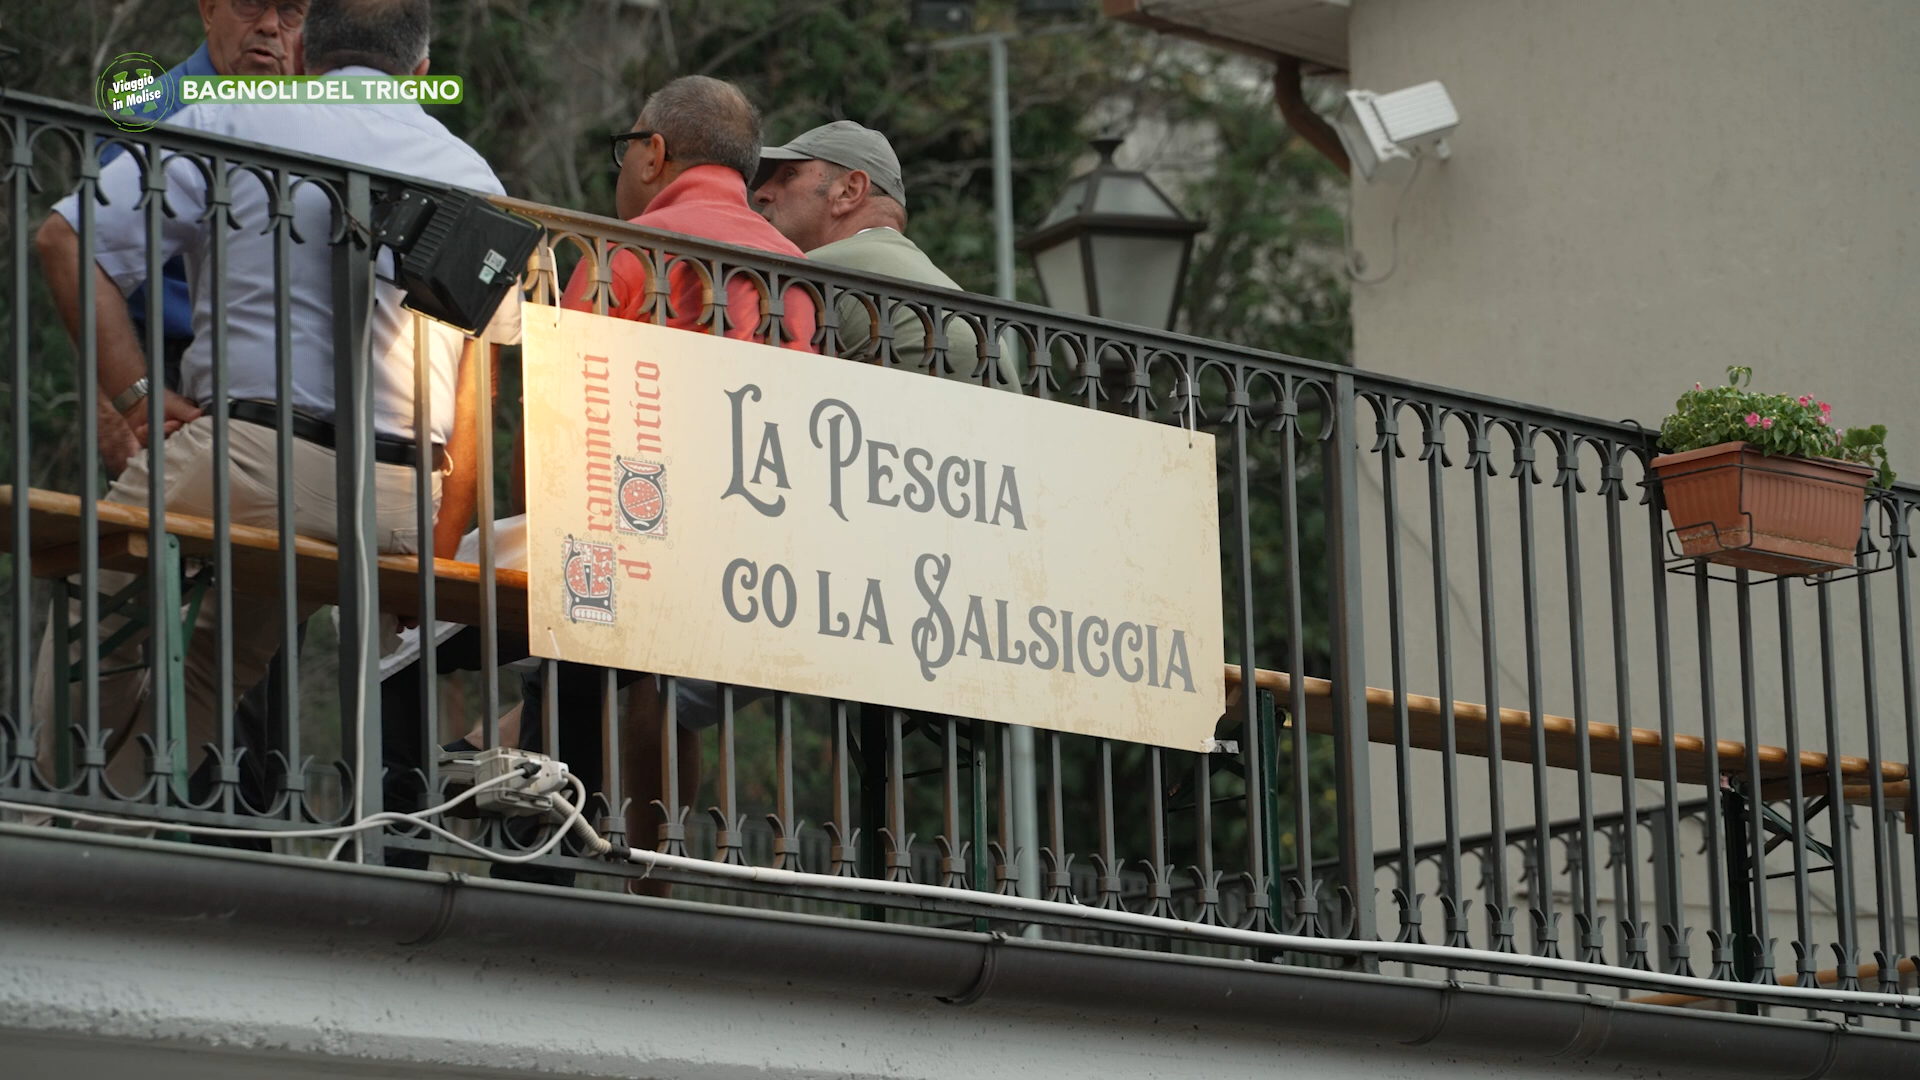 Viaggio
in Molise
BAGNOLI DEL TRIGNO
Frammenti
d'Antico
La Pescia
co la Salsiccia